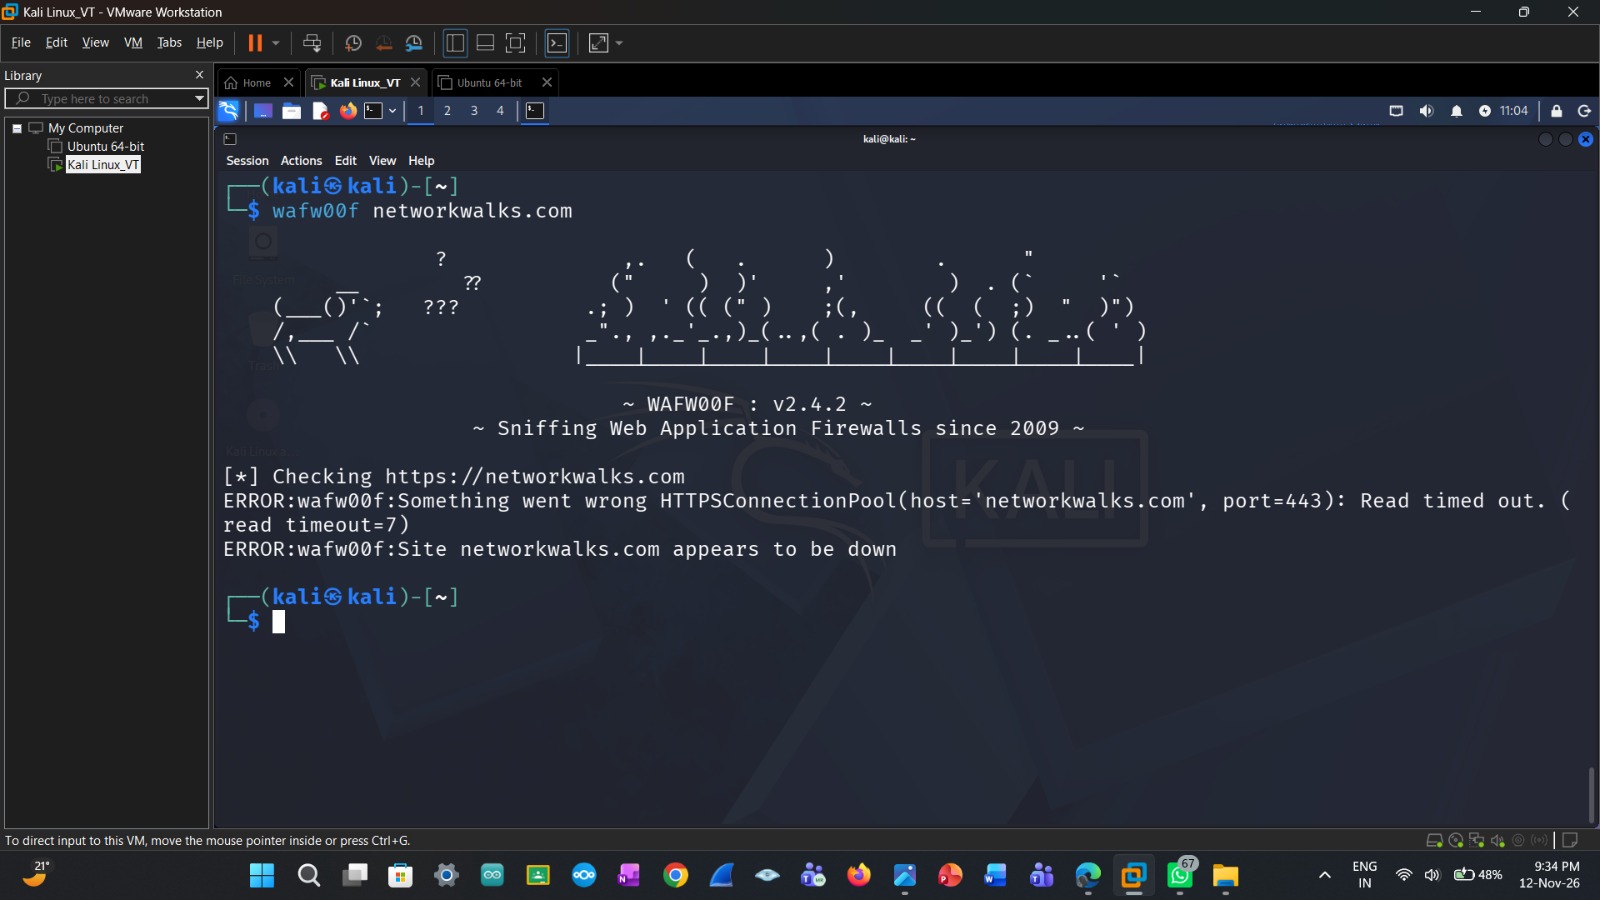 Kali Linux_VT - VMware Workstation
File Edit View VM Tabs Help
Library
Type here to search
My Computer
Ubuntu 64-bit
Kali Linux_VT
Home
Kali Linux_VT
Ubuntu 64-bit
1 2 3 4
11:04
kali@kali: ~
Session Actions Edit View Help
┌──(kali㉿kali)-[~]
└─$ wafw00f networkwalks.com
~ WAFW00F : v2.4.2 ~
~ Sniffing Web Application Firewalls since 2009 ~
[*] Checking https://networkwalks.com
ERROR:wafw00f:Something went wrong HTTPSConnectionPool(host='networkwalks.com', port=443): Read timed out. (
read timeout=7)
ERROR:wafw00f:Site networkwalks.com appears to be down
┌──(kali㉿kali)-[~]
└─$
KALI
To direct input to this VM, move the mouse pointer inside or press Ctrl+G.
21°
67
ENG
IN
48%
9:34 PM
12-Nov-26